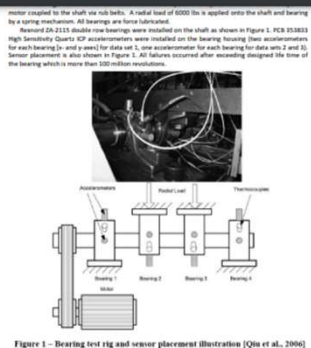 motor coupled to the shaft via rub belts. A radial load of 6000 lbs is applied onto the shaft and bearing
by a spring mechanism. All bearings are force lubricated.
Rexnord ZA-2115 double row bearings were installed on the shaft as shown in Figure 1. PCB 353B33
High Sensitivity Quartz ICP accelerometers were installed on the bearing housing (two accelerometers
for each bearing [x- and y-axes] for data set 1, one accelerometer for each bearing for data sets 2 and 3).
Sensor placement is also shown in Figure 1. All failures occurred after exceeding designed life time of
the bearing which is more than 100 million revolutions.
Accelerometers
Radial Load
Thermocouples
Bearing 1
Bearing 2
Bearing 3
Bearing 4
Motor
Figure 1 – Bearing test rig and sensor placement illustration [Qiu et al., 2006]